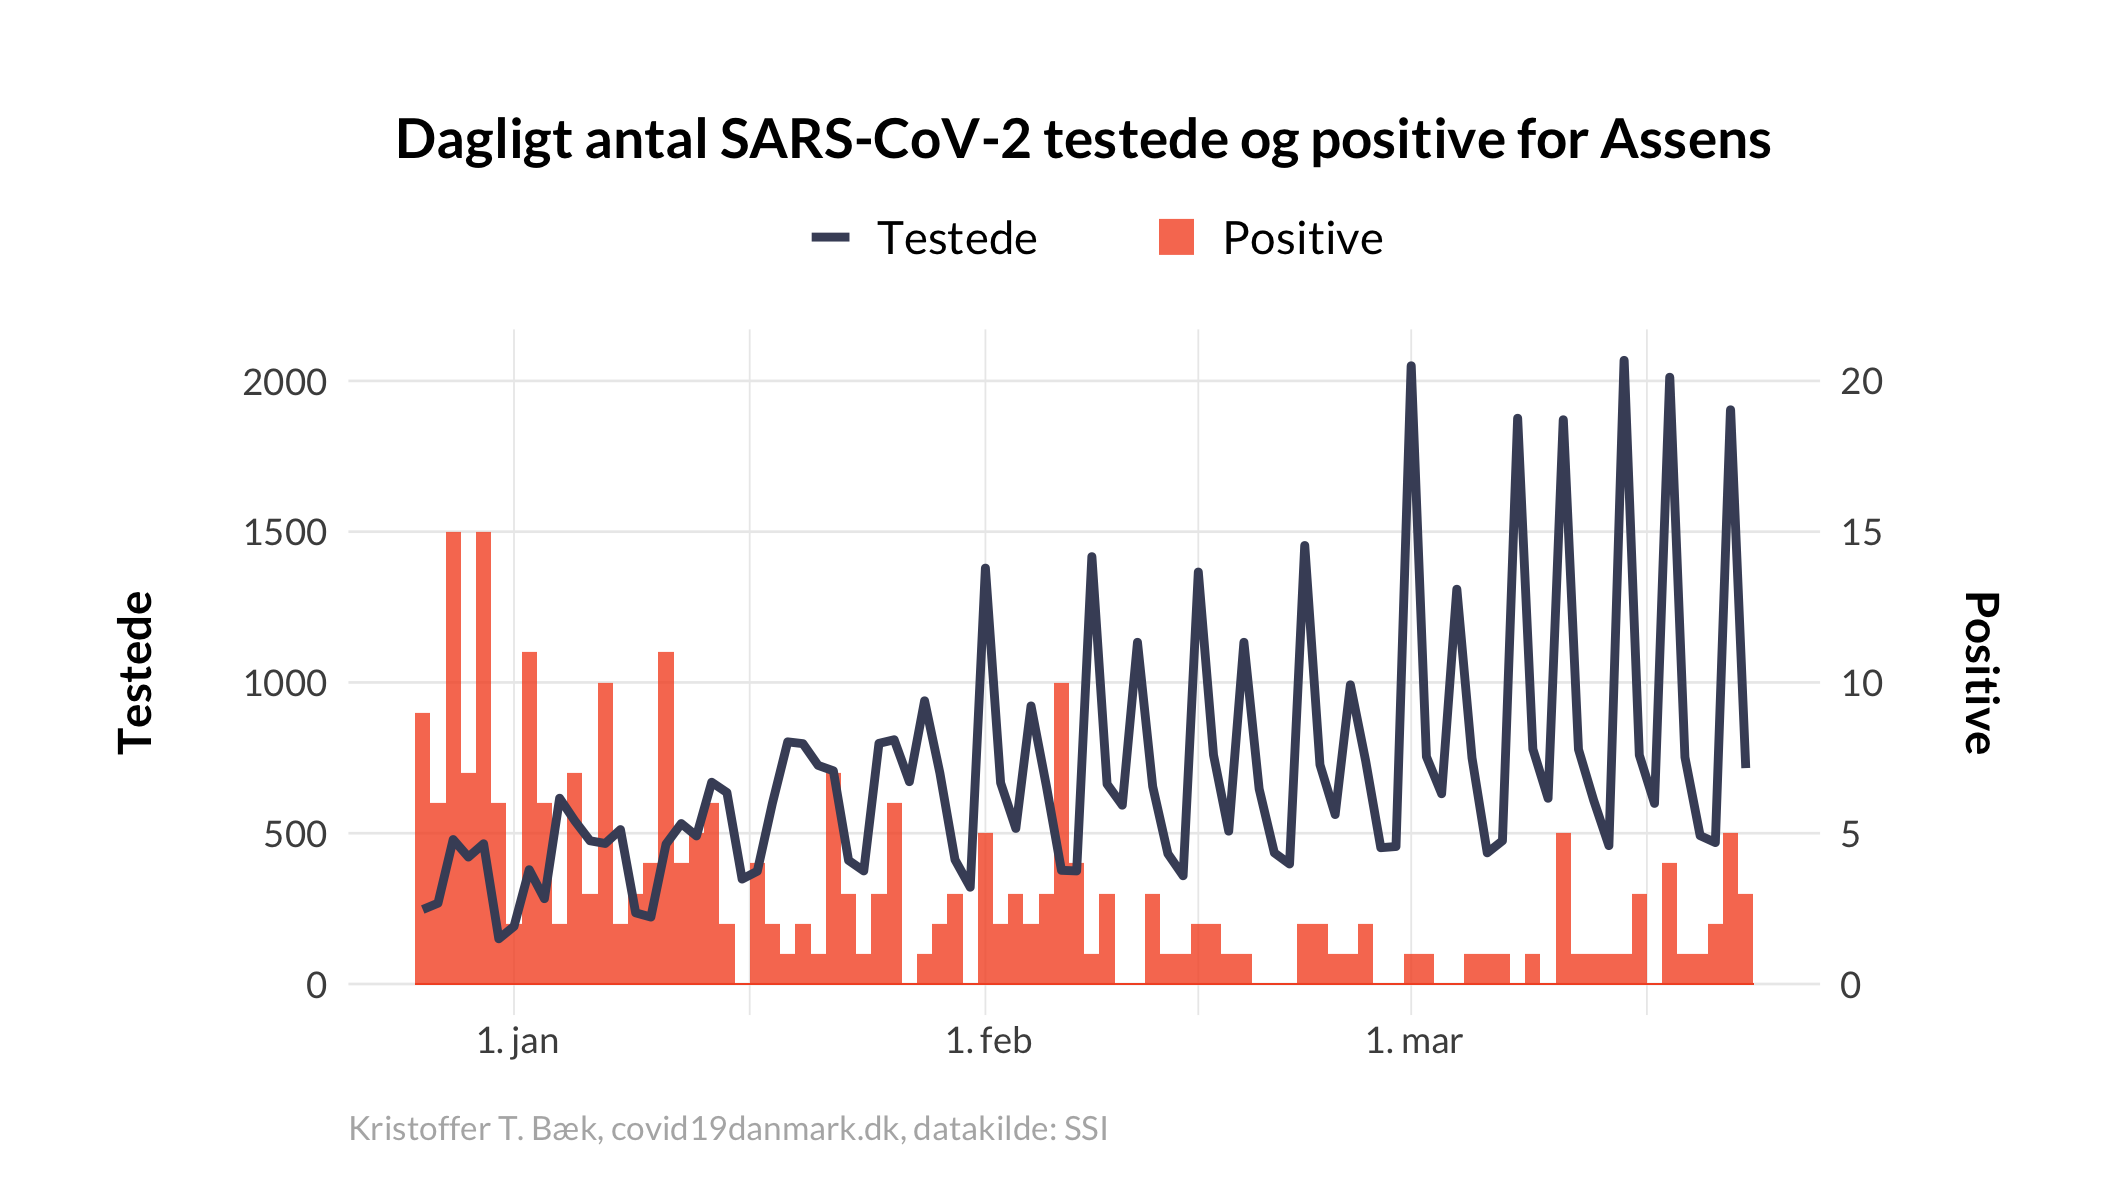 Dagligt antal SARS-CoV-2 testede og positive for Assens
Testede Positive
2000 20
1500 15
1000 10
500 5
0 0
Testede
Positive
1. jan 1. feb 1. mar
Kristoffer T. Bæk, covid19danmark.dk, datakilde: SSI